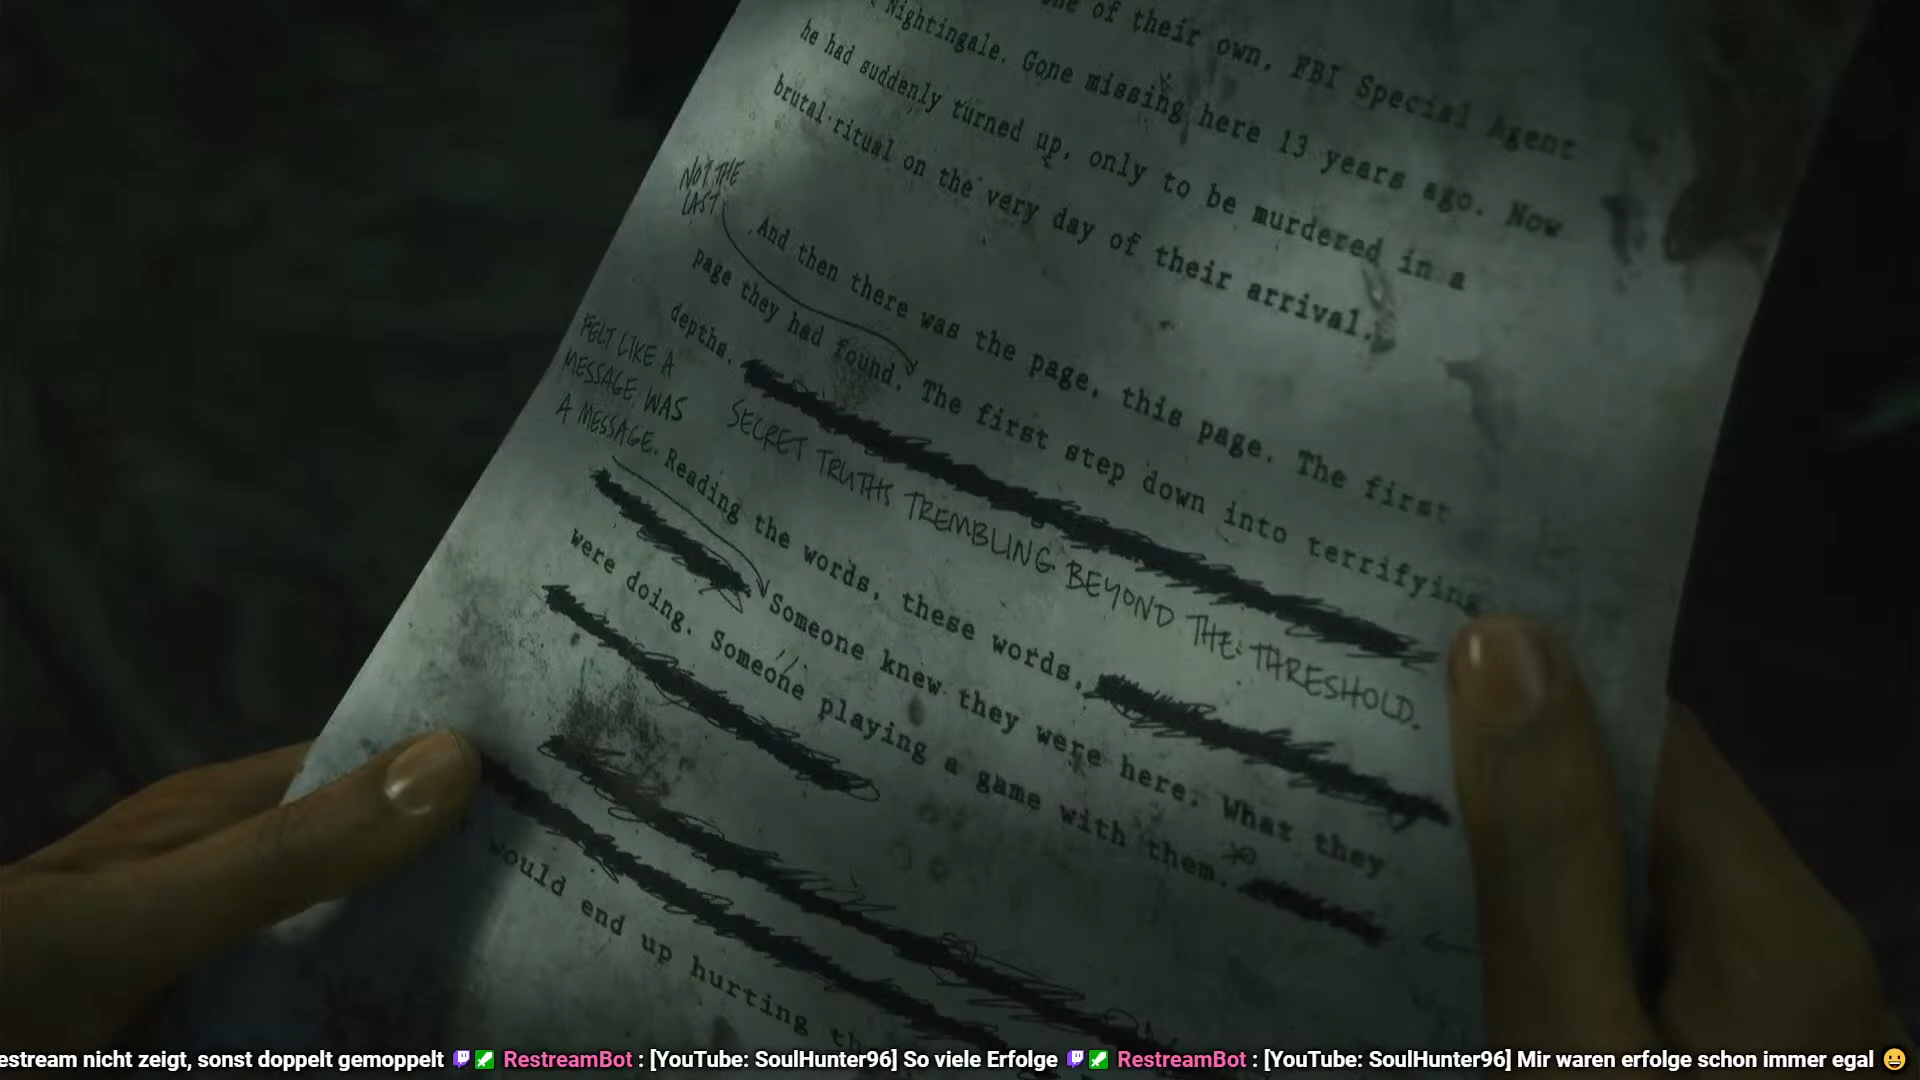 one of their own, FBI Special Agent
Nightingale. Gone missing here 13 years ago. Now
he had suddenly turned up, only to be murdered in a
brutal ritual on the very day of their arrival.
NOT THE
LAST
And then there was the page, this page. The first
page they had found. The first step down into terrifying
depths.
FELT LIKE A
MESSAGE, WAS
A MESSAGE.
SECRET TRUTHS TREMBLING BEYOND THE THRESHOLD.
Reading the words, these words,
Someone knew they were here. What they
were doing. Someone playing a game with them.
would end up hurting
estream nicht zeigt, sonst doppelt gemoppelt RestreamBot : [YouTube: SoulHunter96] So viele Erfolge RestreamBot : [YouTube: SoulHunter96] Mir waren erfolge schon immer egal 😀